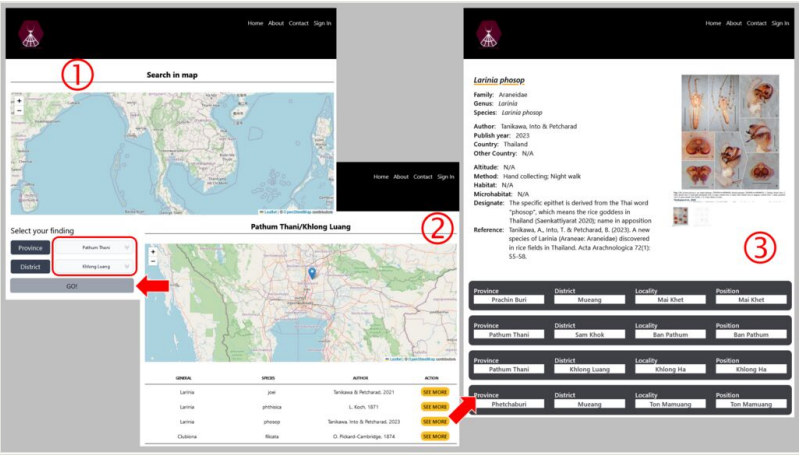 Home About Contact Sign In
1
Search in map
+
−
Leaflet | © OpenStreetMap contributors
Select your finding
Province
Pathum Thani
District
Khlong Luang
GO!
Home About Contact Sign In
2
Pathum Thani/Khlong Luang
+
−
Leaflet | © OpenStreetMap contributors
GENERAL SPECIES AUTHOR ACTION
Larinia joei Tanikawa & Petcharad, 2021 SEE MORE
Larinia phthisica L. Koch, 1871 SEE MORE
Larinia phosop Tanikawa, Into & Petcharad, 2023 SEE MORE
Clubiona filicata O. Pickard-Cambridge, 1874 SEE MORE
Home About Contact Sign In
3
Larinia phosop
Family: Araneidae
Genus: Larinia
Species: Larinia phosop
Author: Tanikawa, Into & Petcharad
Publish year: 2023
Country: Thailand
Other Country: N/A
Altitude: N/A
Method: Hand collecting; Night walk
Habitat: N/A
Microhabitat: N/A
Designate: The specific epithet is derived from the Thai word
"phosop", which means the rice goddess in
Thailand (Saenkattiyarat 2020); name in apposition
Reference: Tanikawa, A., Into, T. & Petcharad, B. (2023). A new
species of Larinia (Araneae: Araneidae) discovered
in rice fields in Thailand. Acta Arachnologica 72(1):
55-58.
Province District Locality Position
Prachin Buri Mueang Mai Khet Mai Khet
Province District Locality Position
Pathum Thani Sam Khok Ban Pathum Ban Pathum
Province District Locality Position
Pathum Thani Khlong Luang Khlong Ha Khlong Ha
Province District Locality Position
Phetchaburi Mueang Ton Mamuang Ton Mamuang